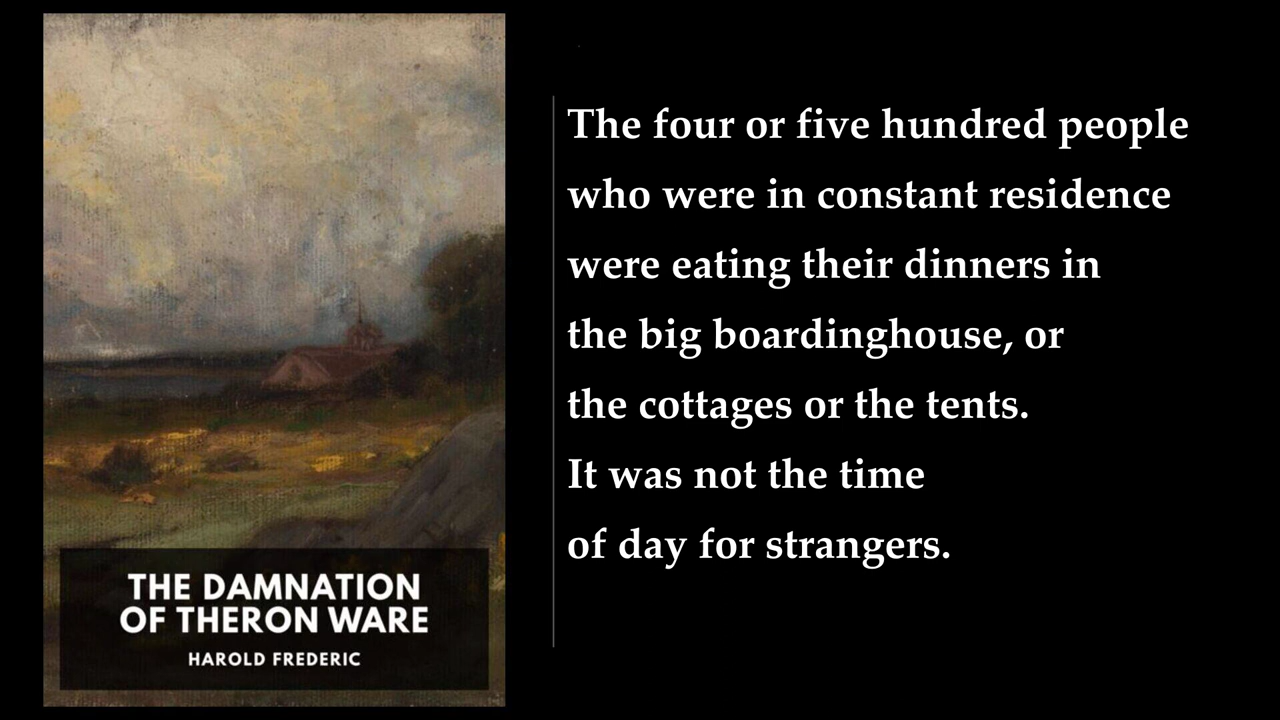 The four or five hundred people
who were in constant residence
were eating their dinners in
the big boardinghouse, or
the cottages or the tents.
It was not the time
of day for strangers.
THE DAMNATION
OF THERON WARE
HAROLD FREDERIC